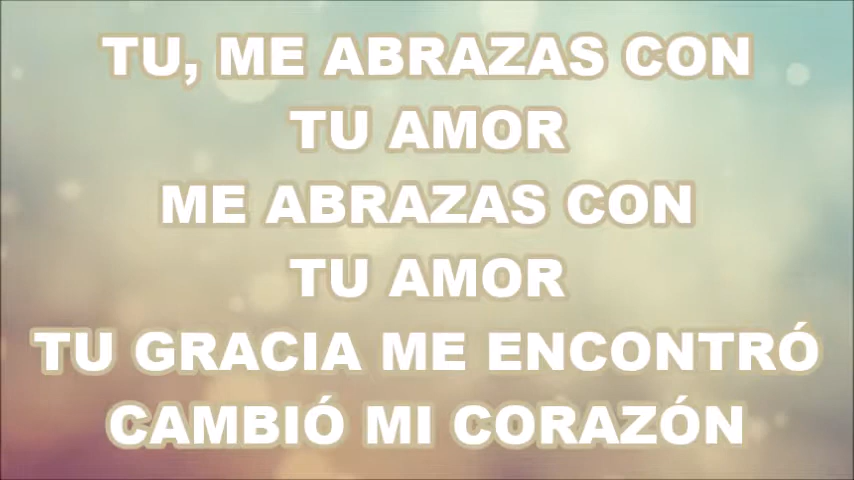 TU, ME ABRAZAS CON
TU AMOR
ME ABRAZAS CON
TU AMOR
TU GRACIA ME ENCONTRÓ
CAMBIÓ MI CORAZÓN